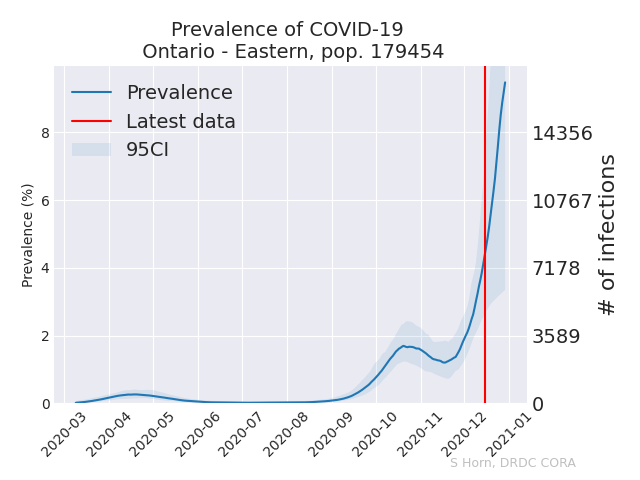 Prevalence of COVID-19
Ontario - Eastern, pop. 179454
Prevalence
Latest data
95CI
Prevalence (%)
8
6
4
2
0
14356
10767
7178
3589
0
# of infections
2020-03
2020-04
2020-05
2020-06
2020-07
2020-08
2020-09
2020-10
2020-11
2020-12
2021-01
S Horn, DRDC CORA